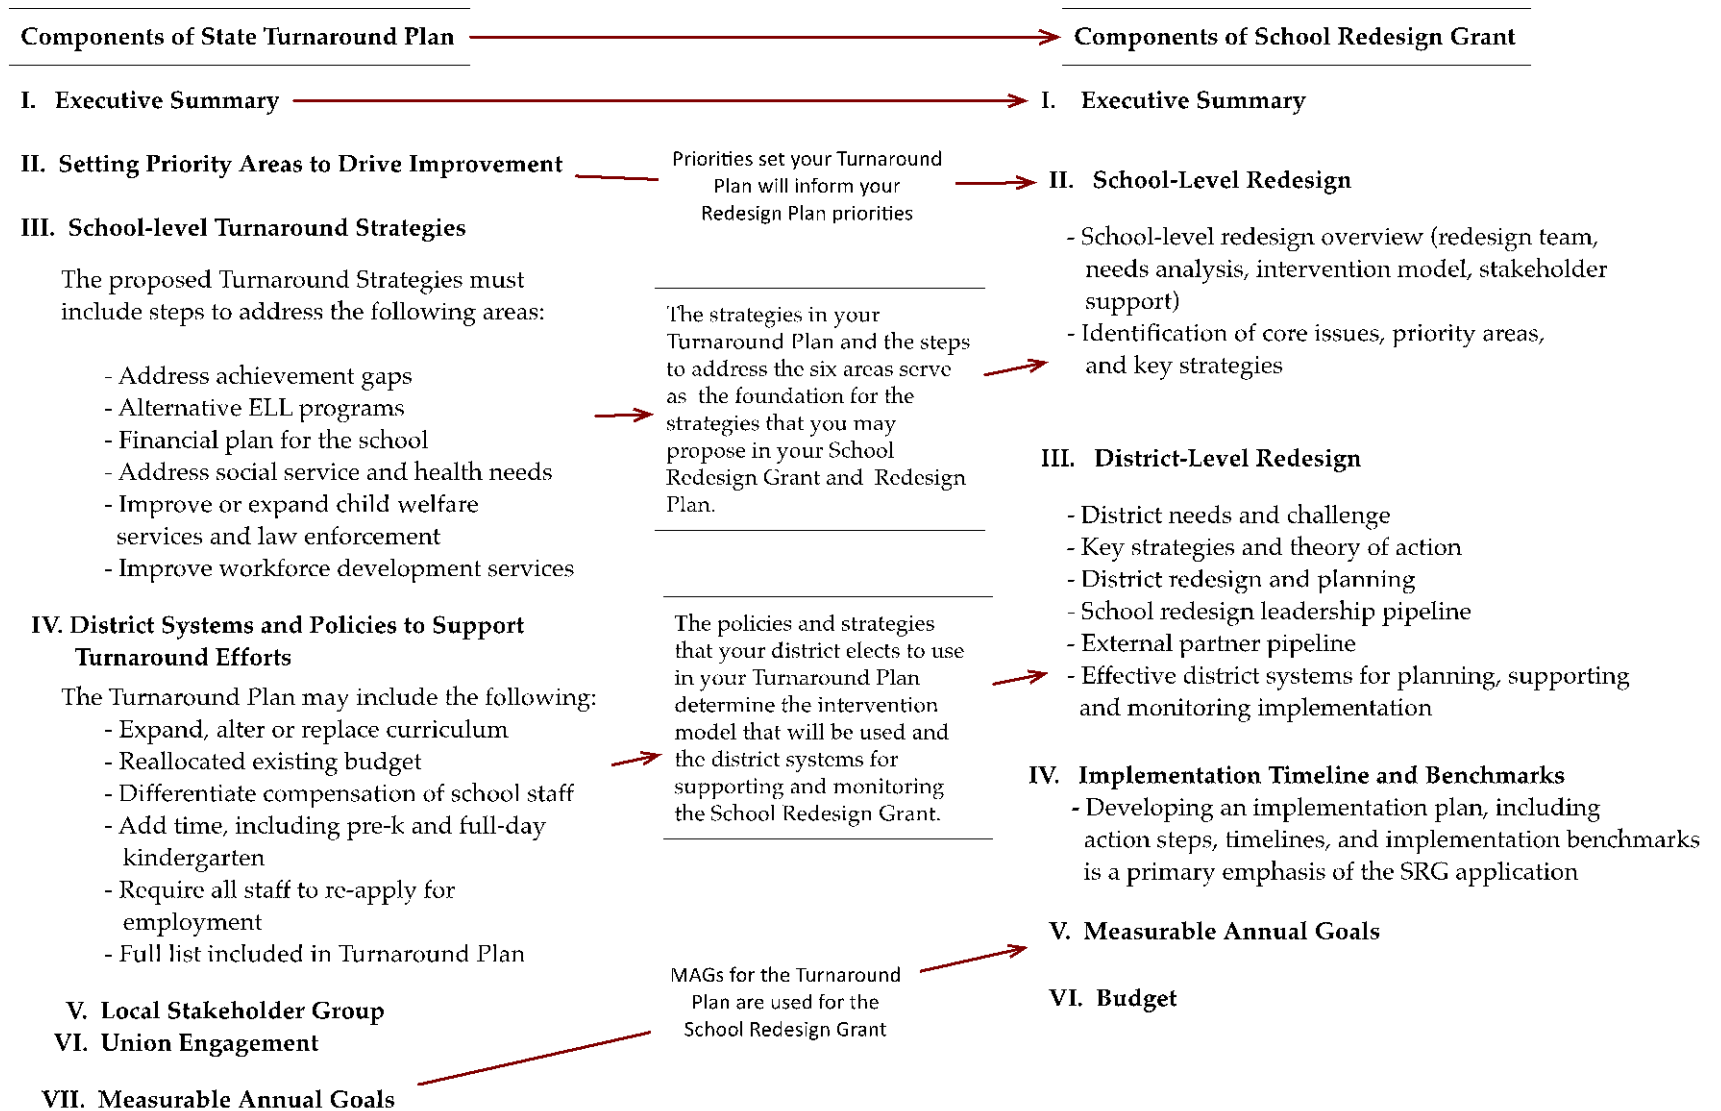 Components of State Turnaround Plan
I. Executive Summary
II. Setting Priority Areas to Drive Improvement
III. School-level Turnaround Strategies
The proposed Turnaround Strategies must
include steps to address the following areas:
- Address achievement gaps
- Alternative ELL programs
- Financial plan for the school
- Address social service and health needs
- Improve or expand child welfare
services and law enforcement
- Improve workforce development services
IV. District Systems and Policies to Support
Turnaround Efforts
The Turnaround Plan may include the following:
- Expand, alter or replace curriculum
- Reallocated existing budget
- Differentiate compensation of school staff
- Add time, including pre-k and full-day
kindergarten
- Require all staff to re-apply for
employment
- Full list included in Turnaround Plan
V. Local Stakeholder Group
VI. Union Engagement
VII. Measurable Annual Goals
Priorities set your Turnaround
Plan will inform your
Redesign Plan priorities
The strategies in your
Turnaround Plan and the steps
to address the six areas serve
as the foundation for the
strategies that you may
propose in your School
Redesign Grant and Redesign
Plan.
The policies and strategies
that your district elects to use
in your Turnaround Plan
determine the intervention
model that will be used and
the district systems for
supporting and monitoring
the School Redesign Grant.
MAGs for the Turnaround
Plan are used for the
School Redesign Grant
Components of School Redesign Grant
I. Executive Summary
II. School-Level Redesign
- School-level redesign overview (redesign team,
needs analysis, intervention model, stakeholder
support)
- Identification of core issues, priority areas,
and key strategies
III. District-Level Redesign
- District needs and challenge
- Key strategies and theory of action
- District redesign and planning
- School redesign leadership pipeline
- External partner pipeline
- Effective district systems for planning, supporting
and monitoring implementation
IV. Implementation Timeline and Benchmarks
- Developing an implementation plan, including
action steps, timelines, and implementation benchmarks
is a primary emphasis of the SRG application
V. Measurable Annual Goals
VI. Budget